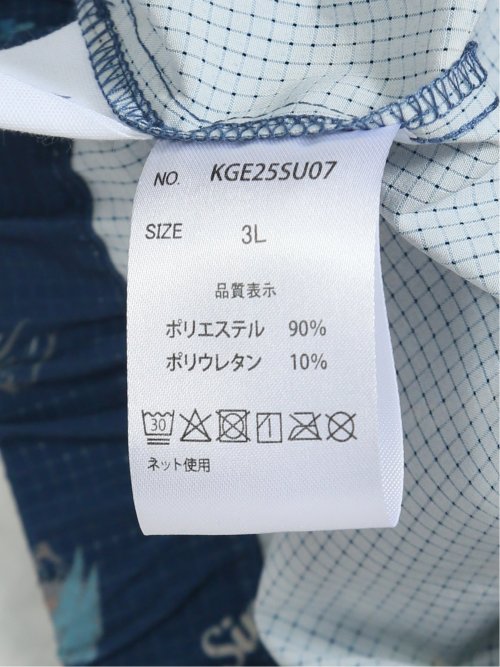 NO. KGE25SU07
SIZE 3L
品質表示
ポリエステル 90%
ポリウレタン 10%
30
ネット使用